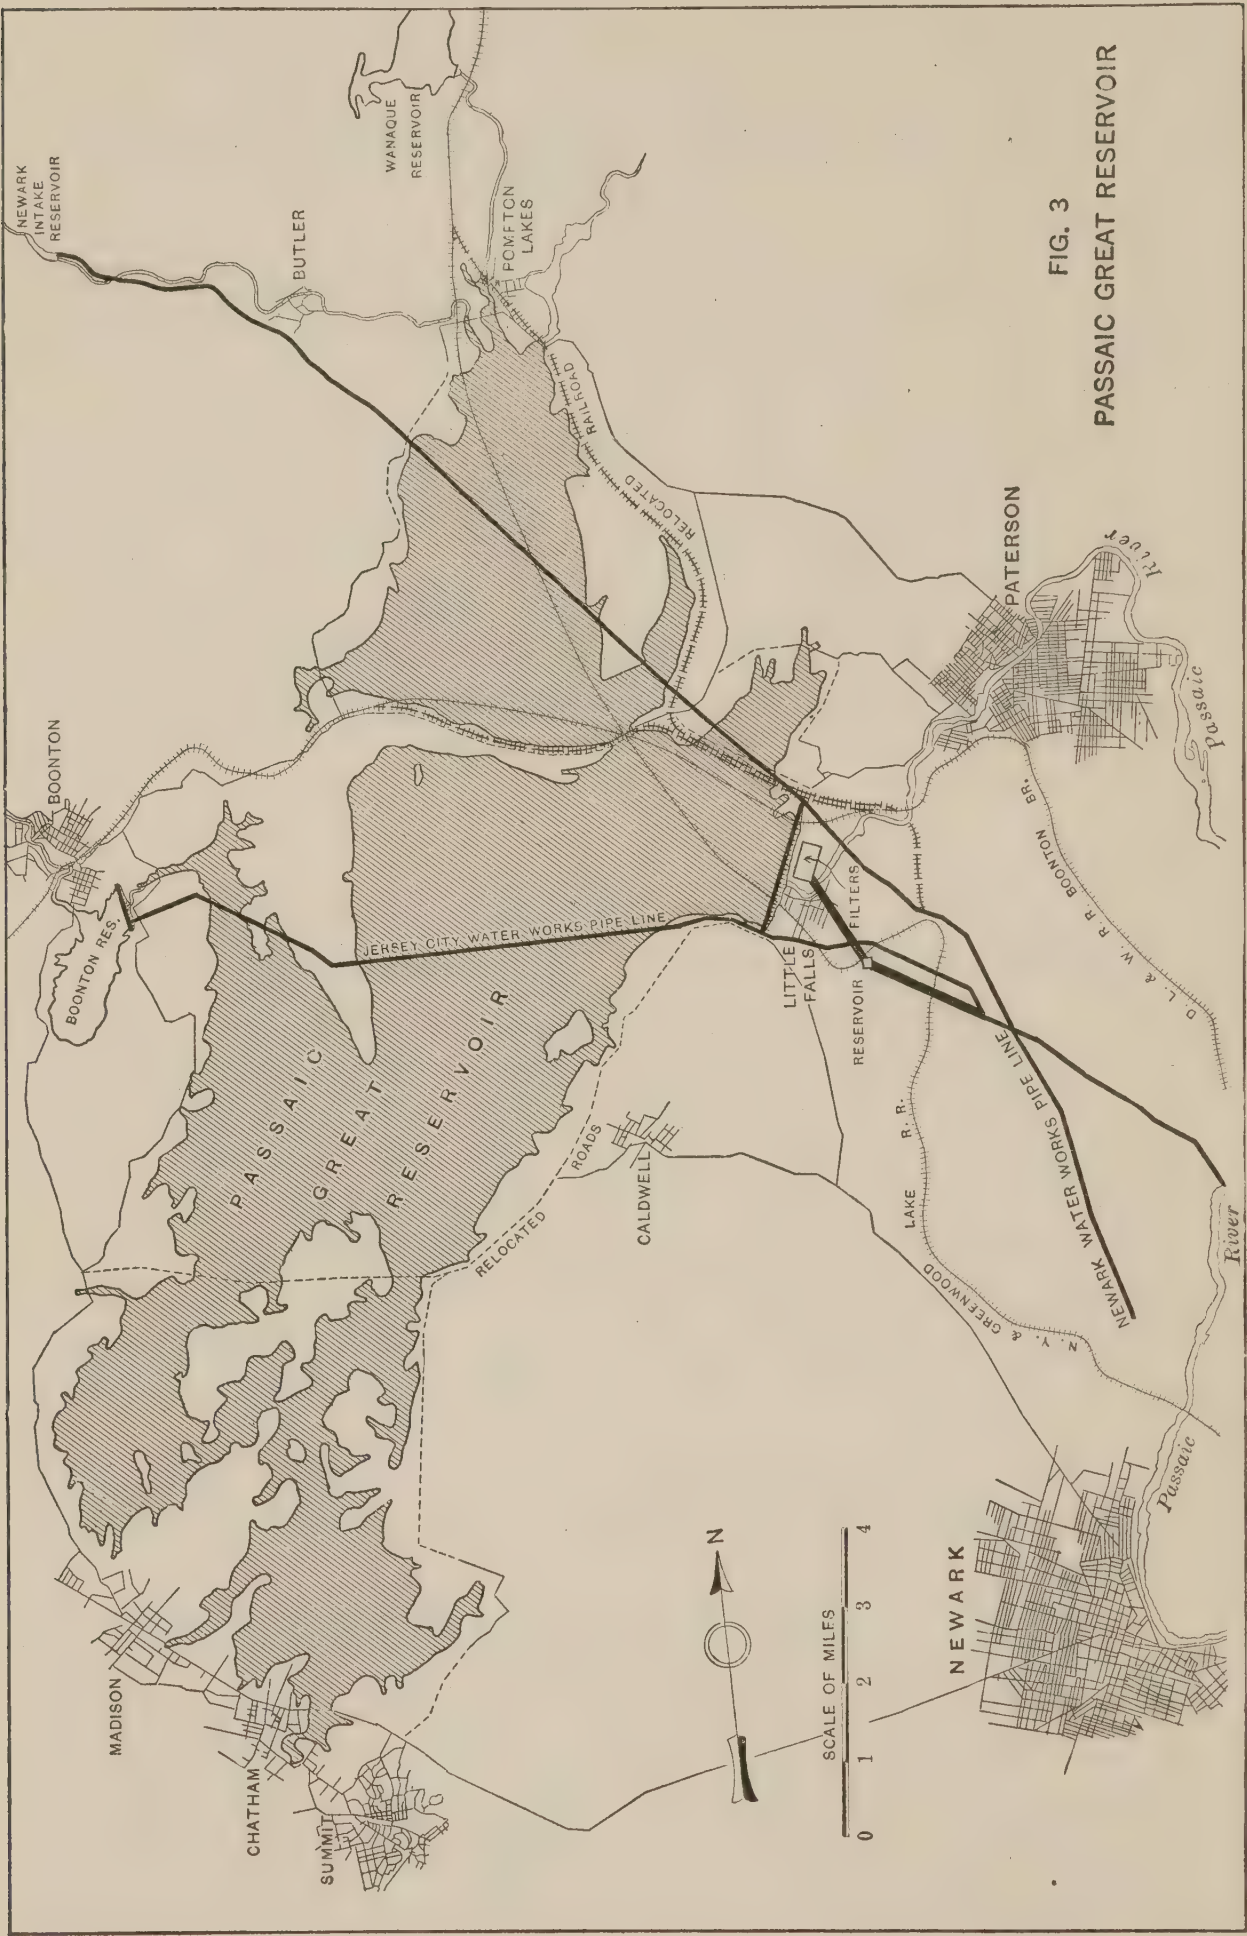 NEWARK
INTAKE
RESERVOIR
WANAQUE
RESERVOIR
BUTLER
POMPTON
LAKES
FIG. 3
PASSAIC GREAT RESERVOIR
RELOCATED
RAILROAD
PATERSON
River
Passaic
BOONTON
BOONTON RES.
JERSEY CITY WATER WORKS PIPE LINE
PASSAIC
GREAT
RESERVOIR
LITTLE
FALLS
FILTERS
RESERVOIR
D. L. & W. R. R. BOONTON BR.
NEWARK WATER WORKS PIPE LINE
N. Y. & GREENWOOD LAKE R. R.
RELOCATED ROADS
CALDWELL
Passaic
River
MADISON
CHATHAM
SUMMIT
N
SCALE OF MILES
0 1 2 3 4
NEWARK